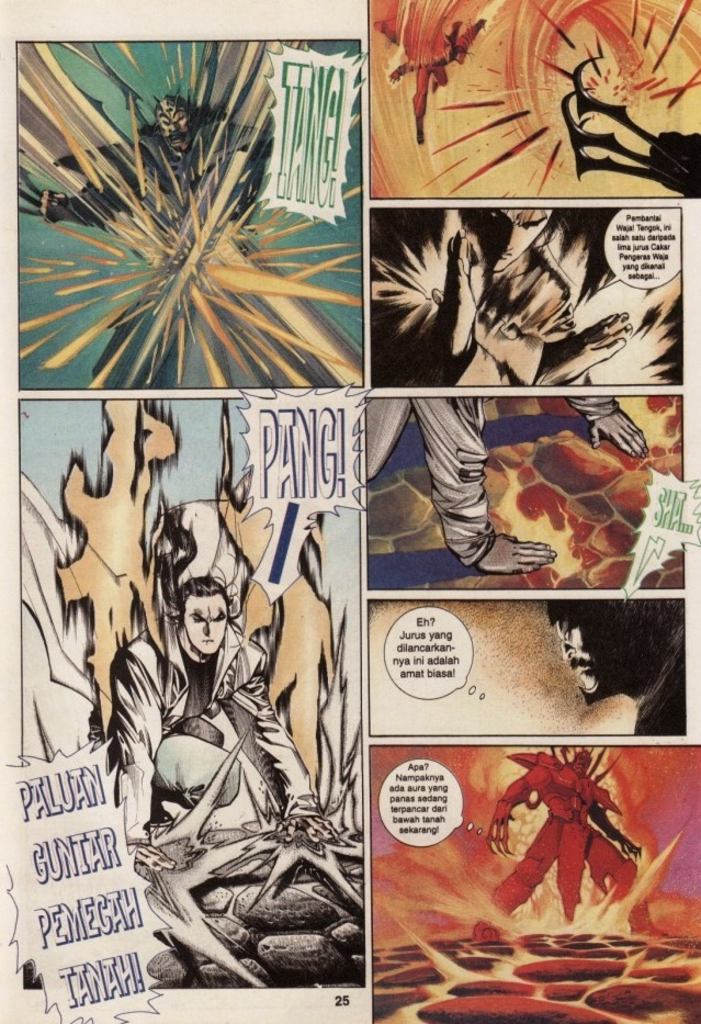 TANG!
Pembantai
Waja! Tengok, ini
salah satu daripada
lima jurus Cakar
Pengeras Waja
yang dikenali
sebagai...
PANG!
SHAA...
Eh?
Jurus yang
dilancarkan-
nya ini adalah
amat biasa!
PALUAN
GUNTAR
PEMECAH
TANAH!
Apa?
Nampaknya
ada aura yang
panas sedang
terpancar dari
bawah tanah
sekarang!
25